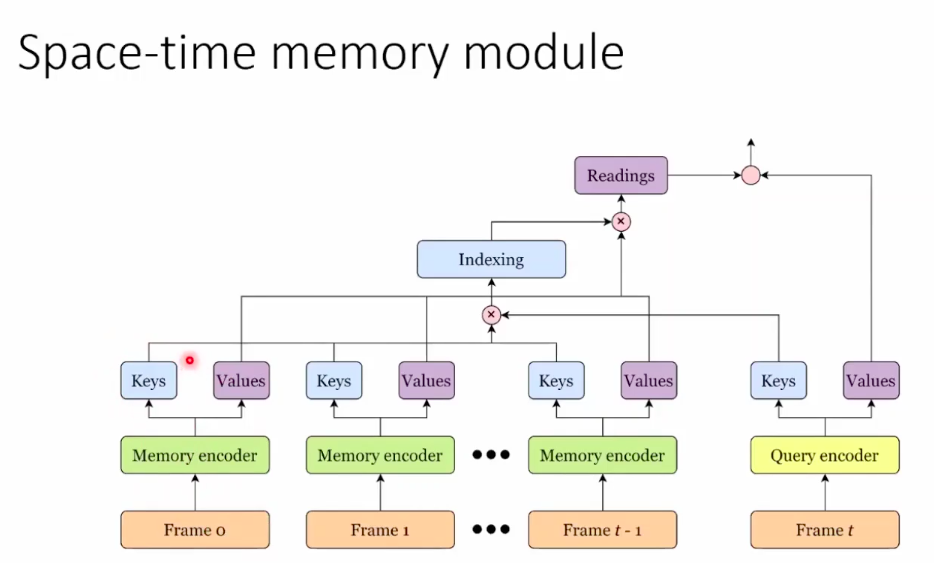 Space-time memory module
Readings
Indexing
Keys Values Keys Values Keys Values Keys Values
Memory encoder Memory encoder ••• Memory encoder Query encoder
Frame 0 Frame 1 ••• Frame t - 1 Frame t